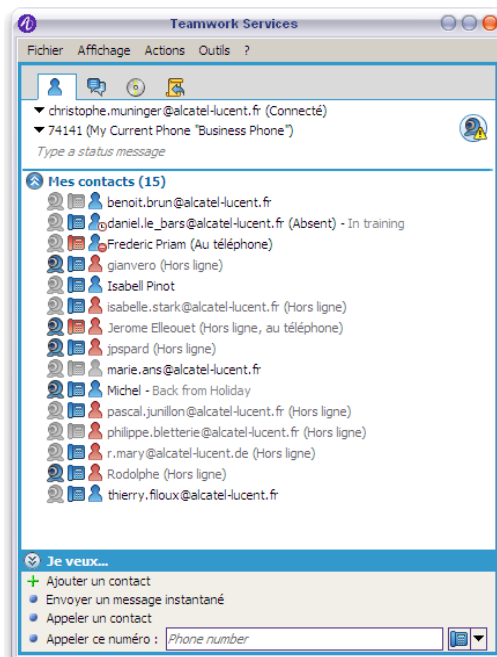 Teamwork Services
Fichier Affichage Actions Outils ?
christophe.muninger@alcatel-lucent.fr (Connecté)
74141 (My Current Phone "Business Phone")
Type a status message
Mes contacts (15)
benoit.brun@alcatel-lucent.fr
daniel.le_bars@alcatel-lucent.fr (Absent) - In training
Frederic Priam (Au téléphone)
gianvero (Hors ligne)
Isabell Pinot
isabelle.stark@alcatel-lucent.fr (Hors ligne)
Jerome Elleouet (Hors ligne, au téléphone)
jpspard (Hors ligne)
marie.ans@alcatel-lucent.fr
Michel - Back from Holiday
pascal.junillon@alcatel-lucent.fr (Hors ligne)
philippe.bletterie@alcatel-lucent.fr (Hors ligne)
r.mary@alcatel-lucent.de (Hors ligne)
Rodolphe (Hors ligne)
thierry.filoux@alcatel-lucent.fr
Je veux...
Ajouter un contact
Envoyer un message instantané
Appeler un contact
Appeler ce numéro : Phone number